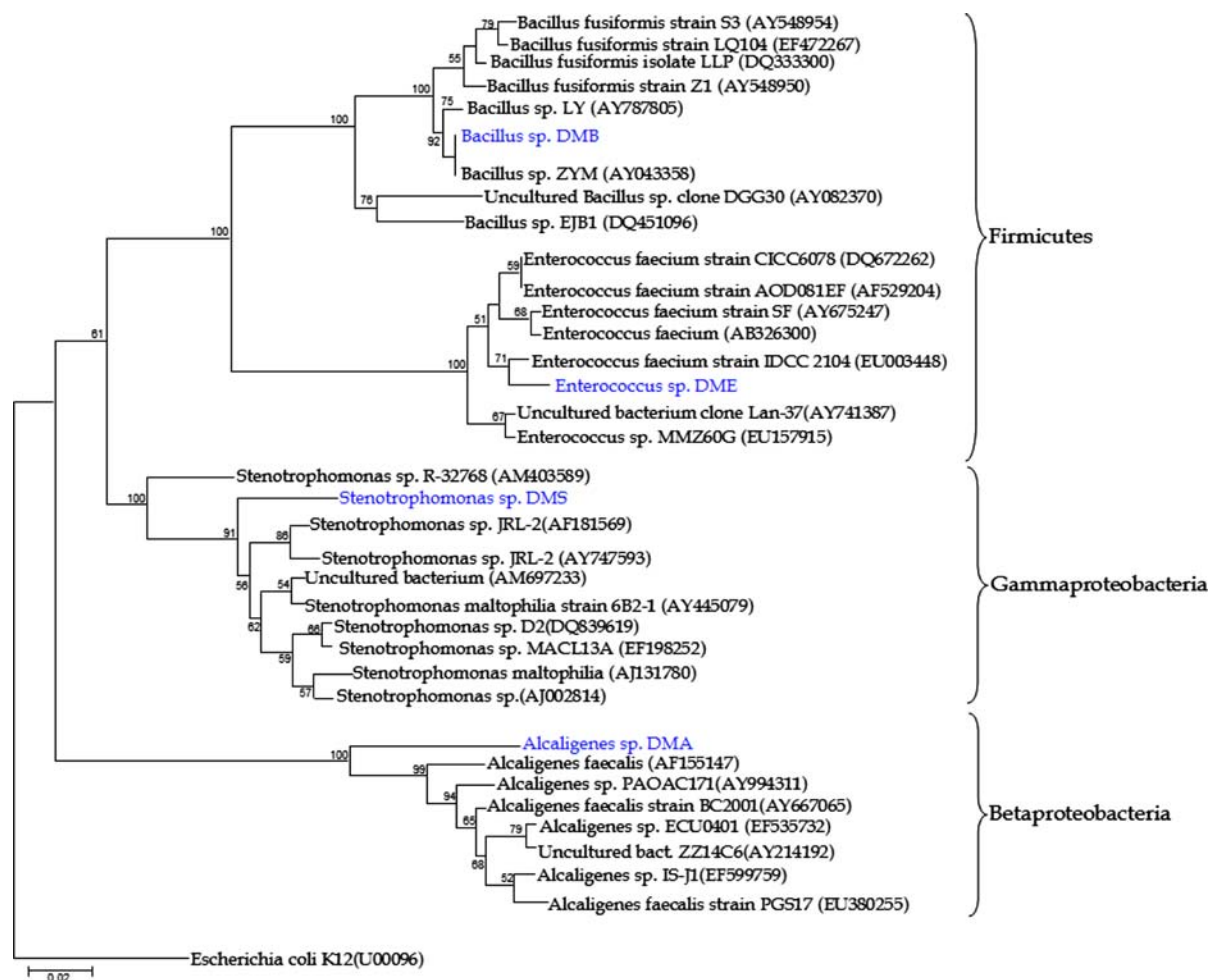 79 Bacillus fusiformis strain S3 (AY548954)
Bacillus fusiformis strain LQ104 (EF472267)
55 Bacillus fusiformis isolate LLP (DQ333300)
Bacillus fusiformis strain Z1 (AY548950)
100 75 Bacillus sp. LY (AY787805)
100 Bacillus sp. DMB
92
Bacillus sp. ZYM (AY043358)
76 Uncultured Bacillus sp. clone DGG30 (AY082370)
Bacillus sp. EJB1 (DQ451096)
100 Firmicutes
59 Enterococcus faecium strain CICC6078 (DQ672262)
Enterococcus faecium strain AOD081EF (AF529204)
68 Enterococcus faecium strain SF (AY675247)
51
Enterococcus faecium (AB326300)
61
100 71 Enterococcus faecium strain IDCC 2104 (EU003448)
Enterococcus sp. DME
67 Uncultured bacterium clone Lan-37(AY741387)
Enterococcus sp. MMZ60G (EU157915)
Stenotrophomonas sp. R-32768 (AM403589)
100 Stenotrophomonas sp. DMS
91 86 Stenotrophomonas sp. JRL-2(AF181569)
Stenotrophomonas sp. JRL-2 (AY747593)
56 54 Uncultured bacterium (AM697233)
Gammaproteobacteria
Stenotrophomonas maltophilia strain 6B2-1 (AY445079)
62 66 Stenotrophomonas sp. D2(DQ839619)
Stenotrophomonas sp. MACL13A (EF198252)
59
Stenotrophomonas maltophilia (AJ131780)
57 Stenotrophomonas sp.(AJ002814)
100 Alcaligenes sp. DMA
99 Alcaligenes faecalis (AF155147)
94 Alcaligenes sp. PAOAC171(AY994311)
65 Alcaligenes faecalis strain BC2001(AY667065)
Betaproteobacteria
79 Alcaligenes sp. ECU0401 (EF535732)
68 Uncultured bact. ZZ14C6(AY214192)
52 Alcaligenes sp. IS-J1(EF599759)
Alcaligenes faecalis strain PGS17 (EU380255)
Escherichia coli K12(U00096)
0.02